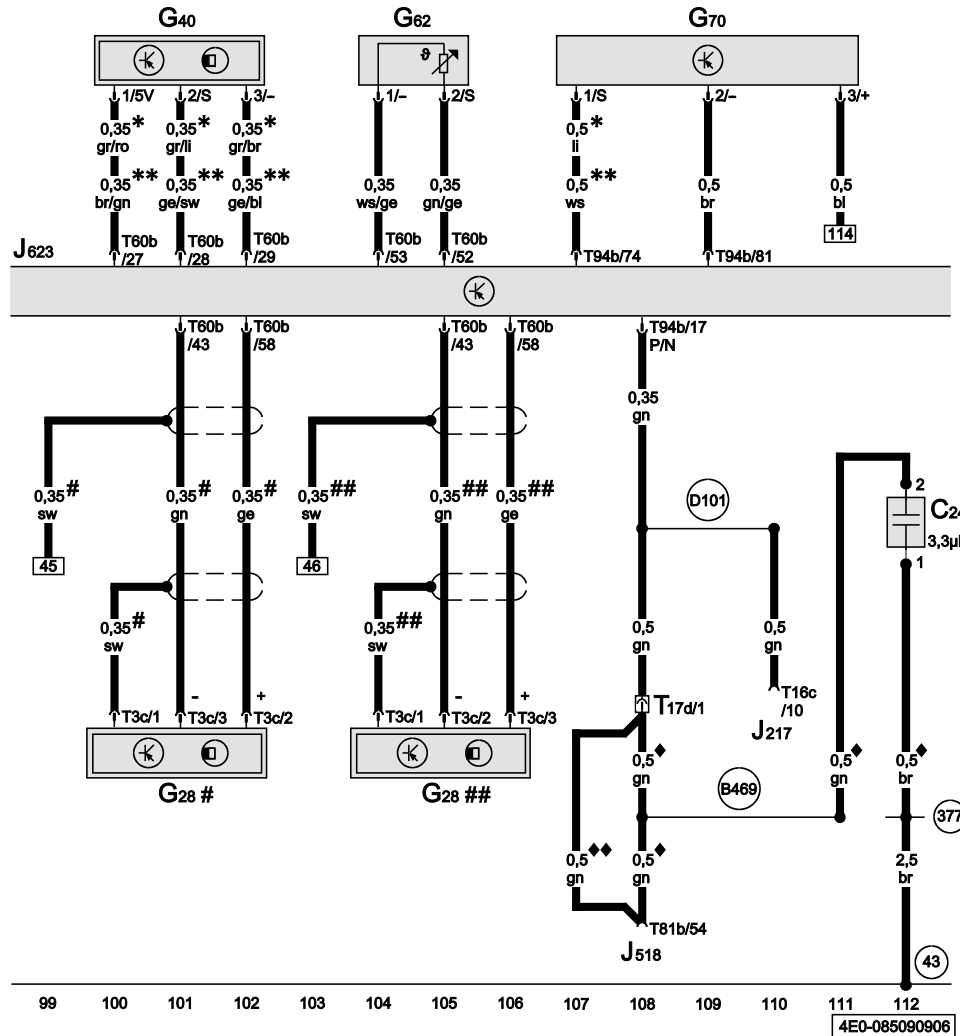 G40 G62 G70
1/5V 2/S 3/– 1/– 2/S 1/S 2/– 3/+
0,35* 0,35* 0,35* 0,5*
gr/ro gr/li gr/br li
0,35** 0,35** 0,35** 0,35 0,35 0,5** 0,5 0,5
br/gn ge/sw ge/bl ws/ge gn/ge ws br bl
114
J623
T60b T60b T60b T60b T60b
/27 /28 /29 /53 /52 T94b/74 T94b/81
T60b T60b T60b T60b T94b/17
/43 /58 /43 /58 P/N
0,35
gn
0,35# 0,35# 0,35# 0,35## 0,35## 0,35##
sw gn ge sw gn ge
D101
2
C24
3,3µ
1
45 46
0,35# 0,35## 0,5 0,5
sw sw gn gn
- + - +
T3c/1 T3c/3 T3c/2 T3c/1 T3c/2 T3c/3
T17d/1
T16c
/10
J217
G28 # G28 ##
0,5♦ 0,5♦ 0,5♦
gn gn br
B469
377
0,5♦♦ 0,5♦ 2,5
gn gn br
T81b/54
J518
43
99 100 101 102 103 104 105 106 107 108 109 110 111 112
4E0-085090906